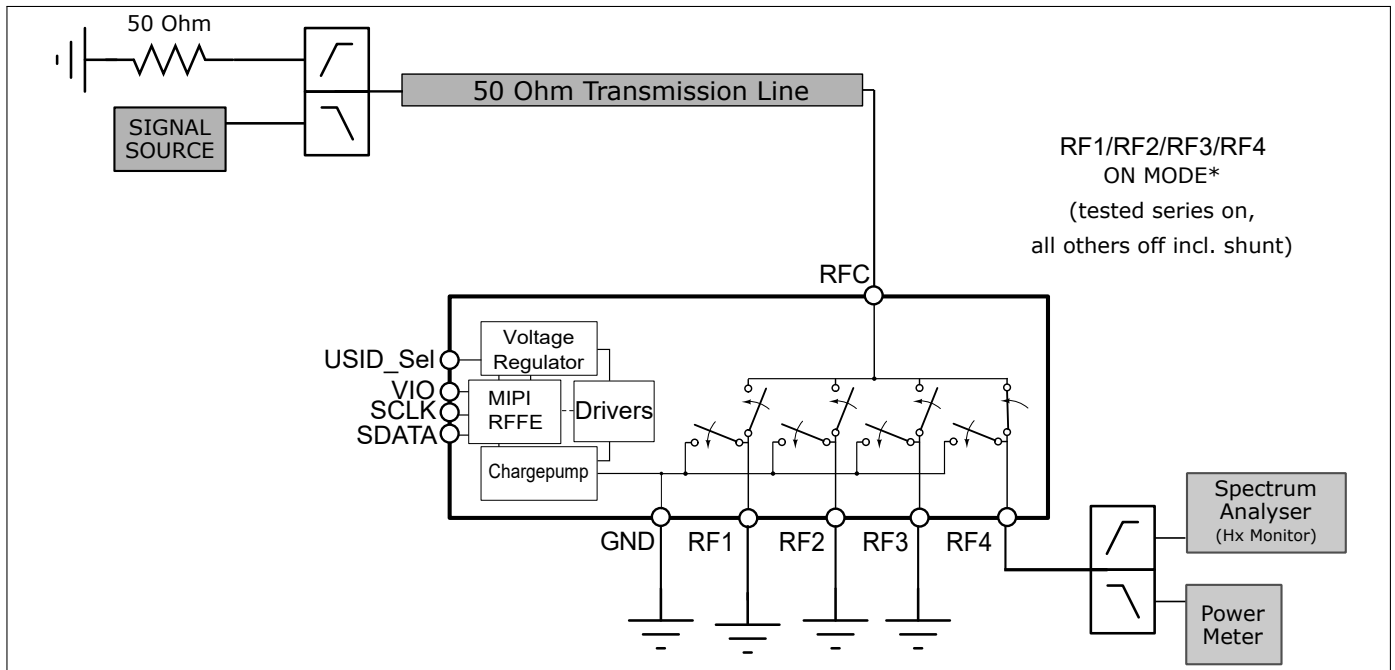 50 Ohm
SIGNAL
SOURCE
50 Ohm Transmission Line
RF1/RF2/RF3/RF4
ON MODE*
(tested series on,
all others off incl. shunt)
RFC
USID_Sel
VIO
SCLK
SDATA
Voltage
Regulator
MIPI
RFFE
Drivers
Chargepump
GND
RF1
RF2
RF3
RF4
Spectrum
Analyser
(Hx Monitor)
Power
Meter